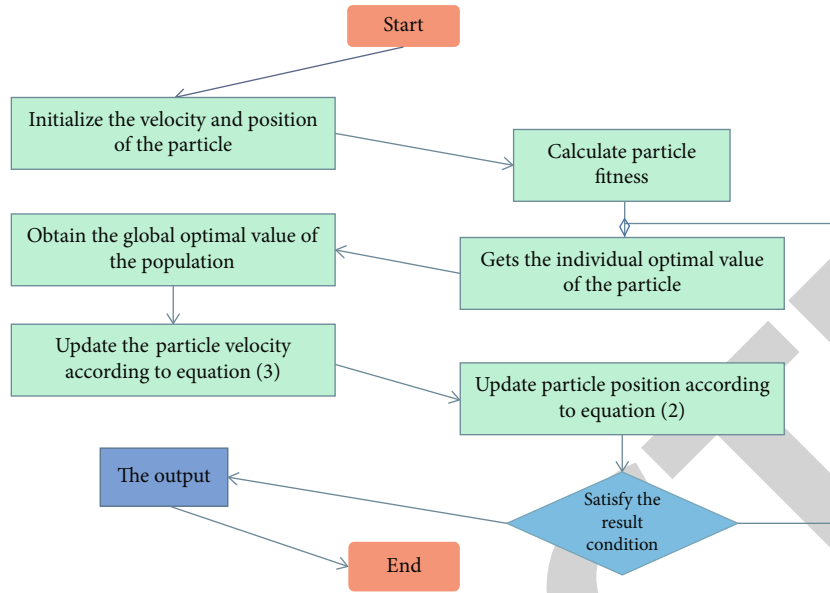 Start
Initialize the velocity and position
of the particle
Calculate particle
fitness
Obtain the global optimal value of
the population
Gets the individual optimal value
of the particle
Update the particle velocity
according to equation (3)
Update particle position according
to equation (2)
The output
Satisfy the
result
condition
End